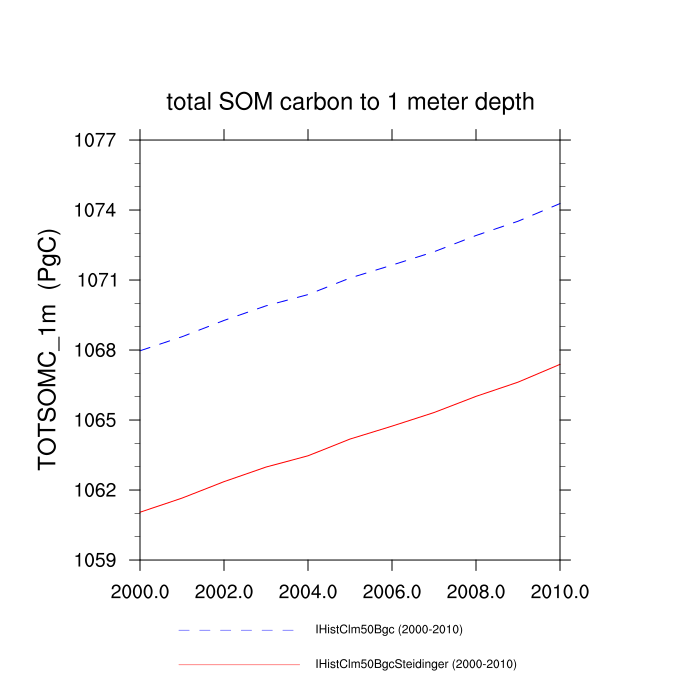 total SOM carbon to 1 meter depth
TOTSOMC_1m (PgC)
1077
1074
1071
1068
1065
1062
1059
2000.0 2002.0 2004.0 2006.0 2008.0 2010.0
IHistClm50Bgc (2000-2010)
IHistClm50BgcSteidinger (2000-2010)